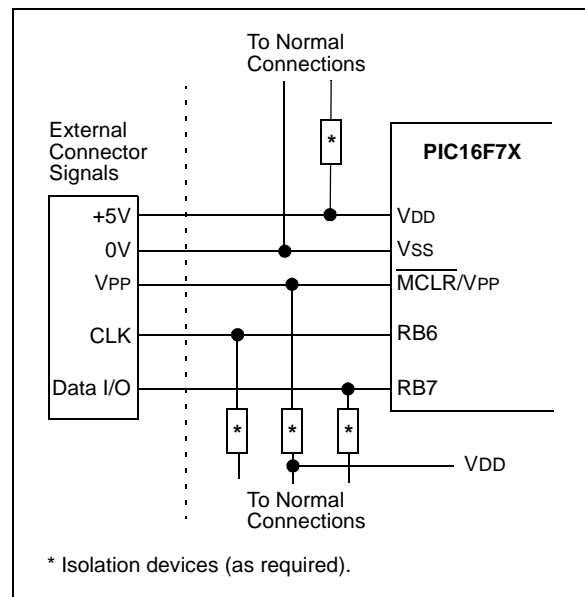 To Normal
Connections
External
Connector
Signals
*
PIC16F7X
+5V
VDD
0V
VSS
VPP
MCLR/VPP
CLK
RB6
Data I/O
RB7
*
*
*
VDD
To Normal
Connections
* Isolation devices (as required).